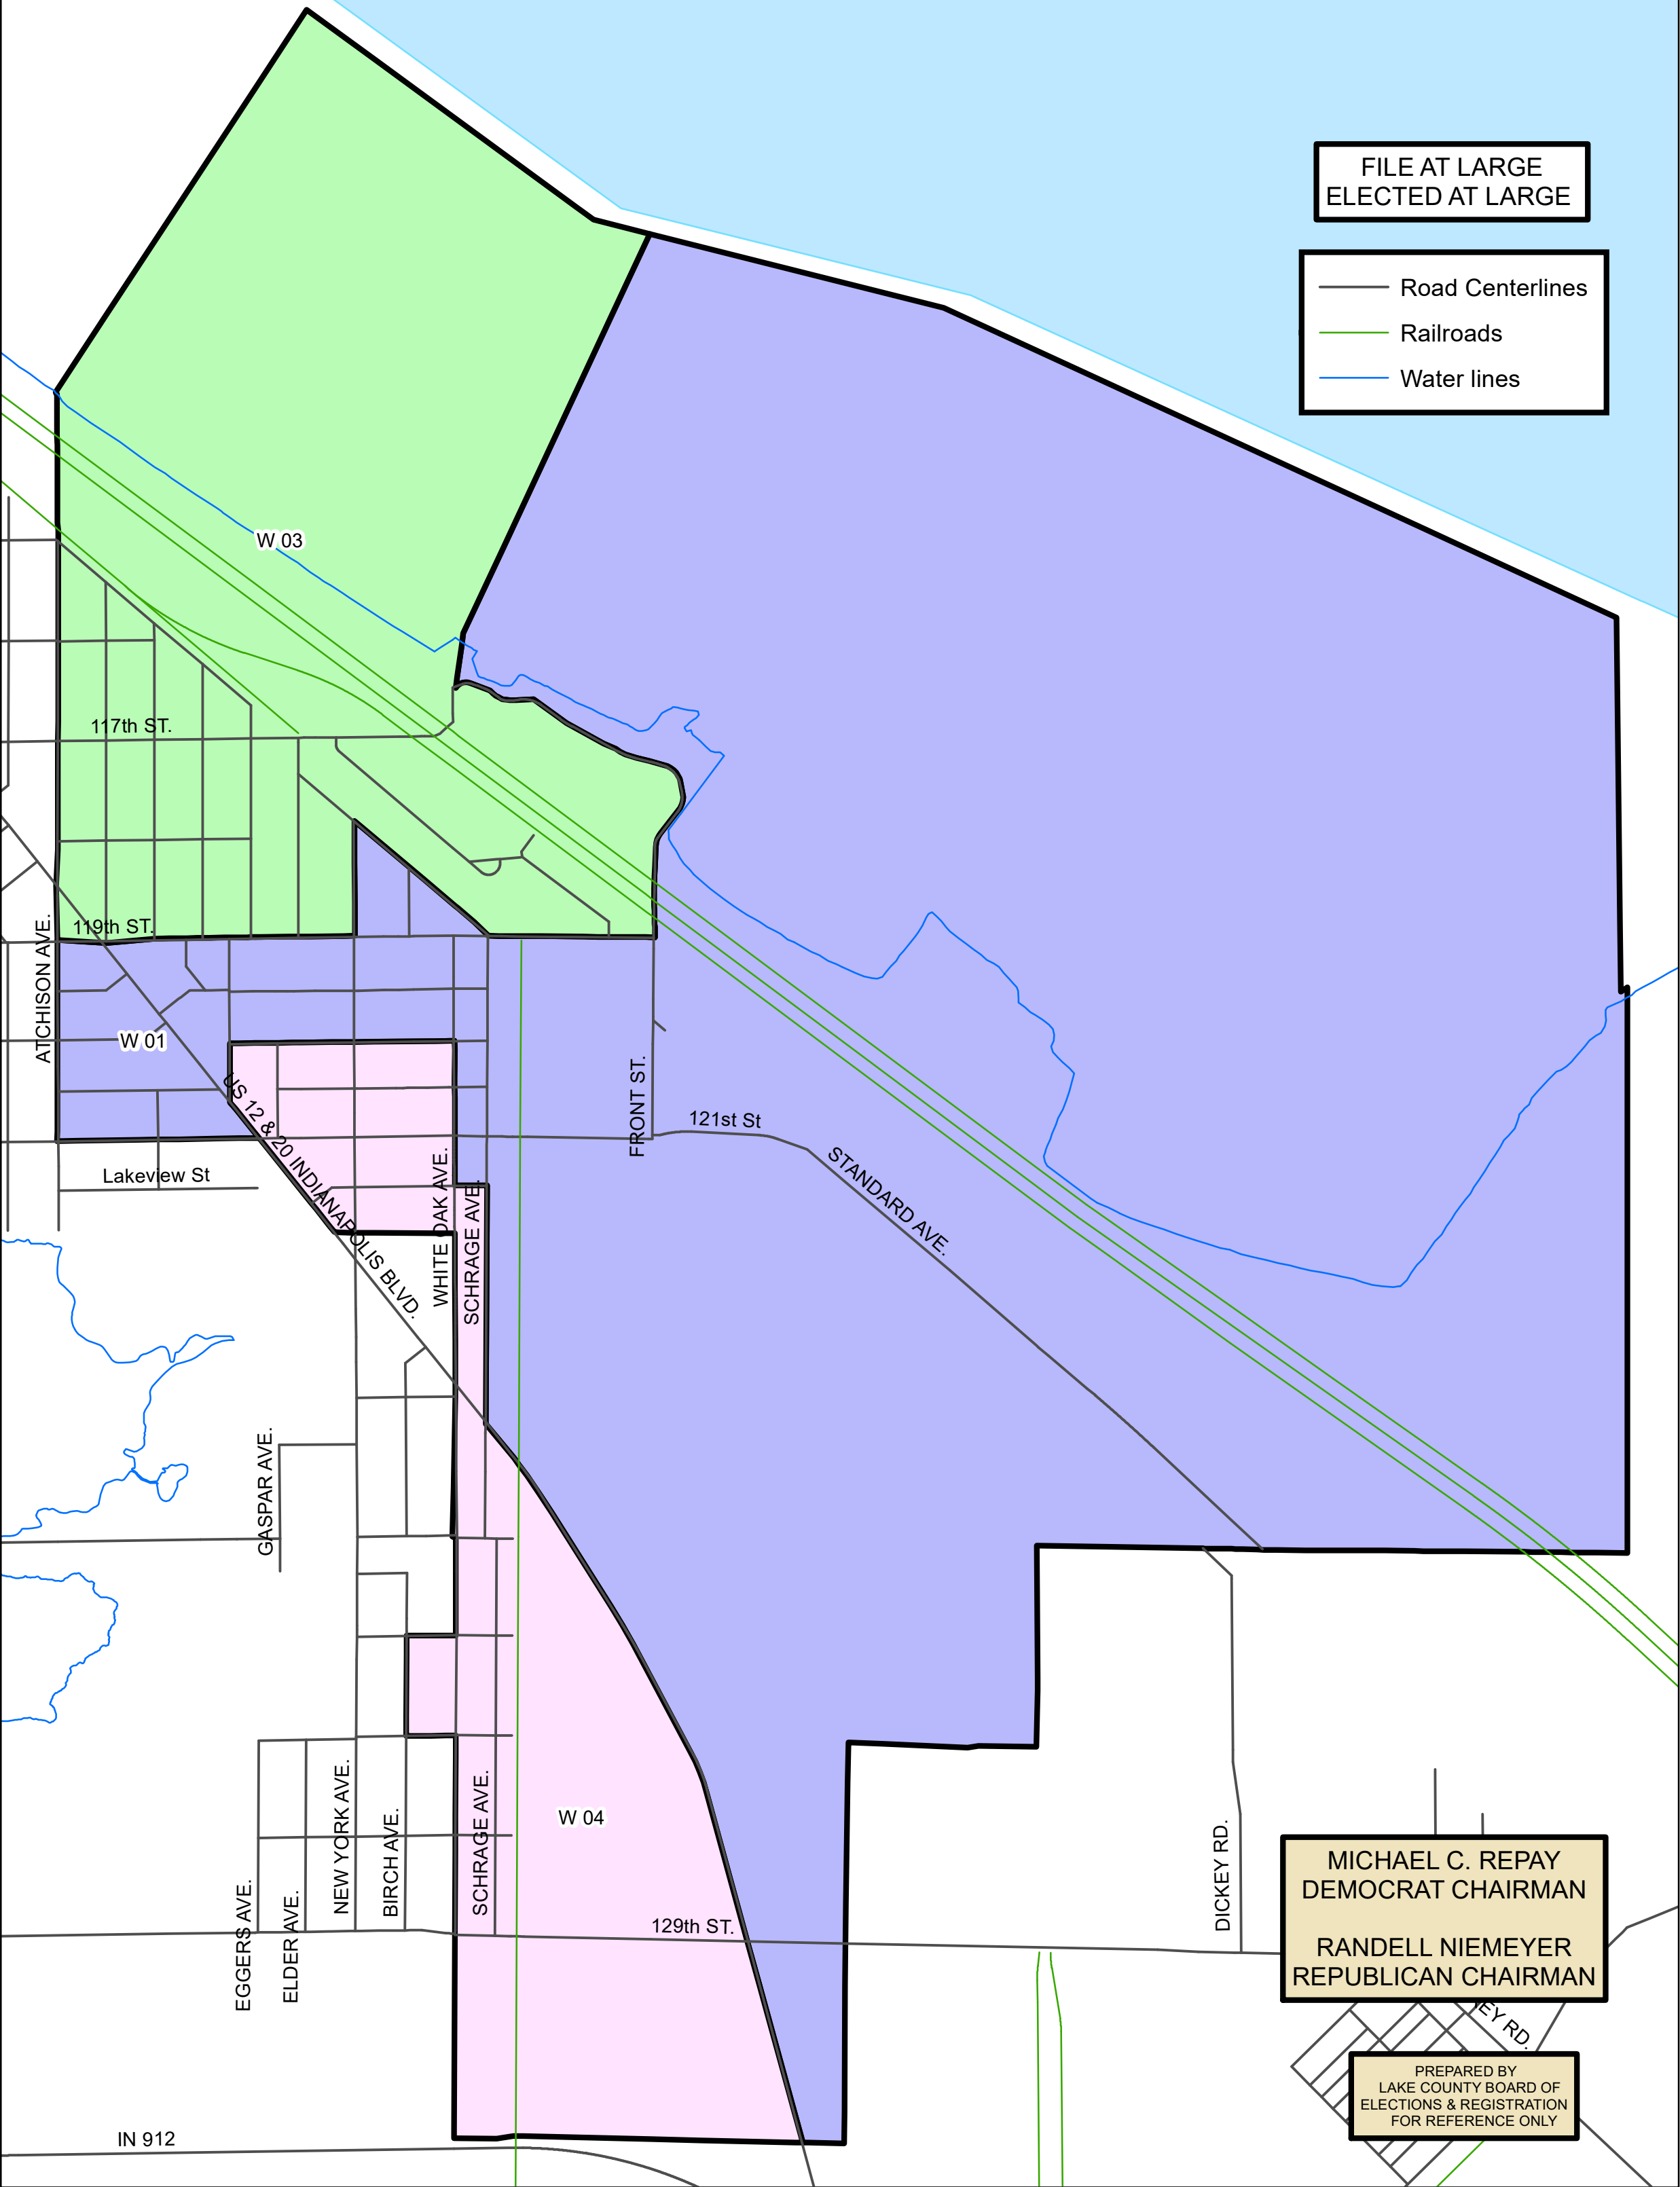 FILE AT LARGE
ELECTED AT LARGE
Road Centerlines
Railroads
Water lines
W 03
117th ST.
119th ST.
ATCHISON AVE.
W 01
US 12 & 20 INDIANAPOLIS BLVD.
FRONT ST.
121st St
STANDARD AVE.
Lakeview St
WHITE OAK AVE.
SCHRAGE AVE.
GASPAR AVE.
NEW YORK AVE.
BIRCH AVE.
SCHRAGE AVE.
W 04
EGGERS AVE.
ELDER AVE.
129th ST.
DICKEY RD.
MICHAEL C. REPAY
DEMOCRAT CHAIRMAN
RANDELL NIEMEYER
REPUBLICAN CHAIRMAN
RD.
PREPARED BY
LAKE COUNTY BOARD OF
ELECTIONS & REGISTRATION
FOR REFERENCE ONLY
IN 912